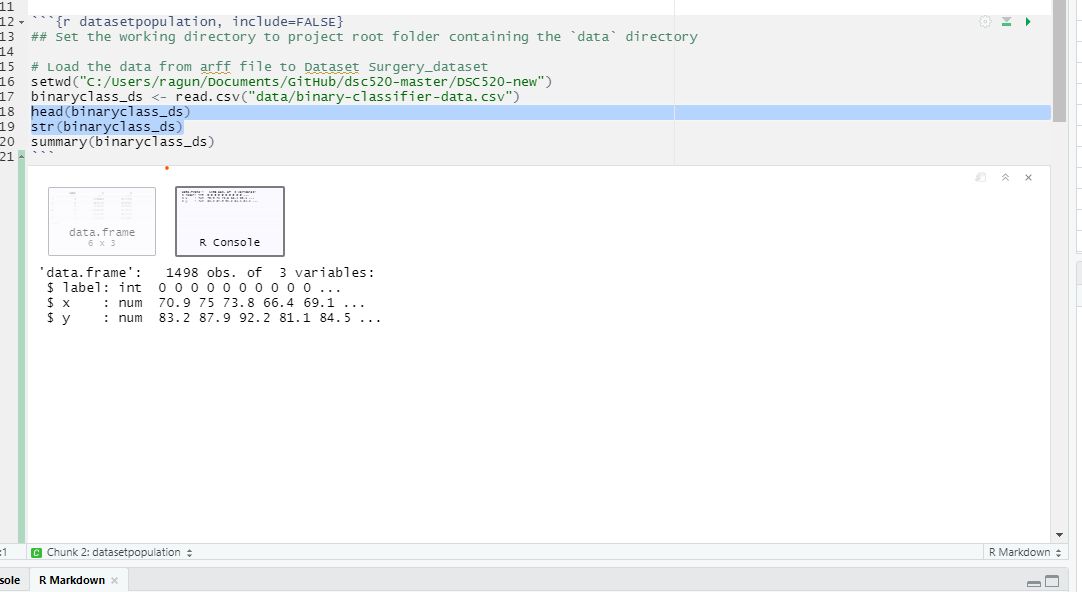 11
12 ```{r datasetpopulation, include=FALSE}
13 ## Set the working directory to project root folder containing the `data` directory
14
15 # Load the data from arff file to Dataset Surgery_dataset
16 setwd("C:/Users/ragun/Documents/GitHub/dsc520-master/DSC520-new")
17 binaryclass_ds <- read.csv("data/binary-classifier-data.csv")
18 head(binaryclass_ds)
19 str(binaryclass_ds)
20 summary(binaryclass_ds)
21 ```
data.frame
6 x 3
R Console
'data.frame':   1498 obs. of  3 variables:
 $ label: int  0 0 0 0 0 0 0 0 0 0 ...
 $ x    : num  70.9 75 73.8 66.4 69.1 ...
 $ y    : num  83.2 87.9 92.2 81.1 84.5 ...
:1 Chunk 2: datasetpopulation R Markdown
sole R Markdown